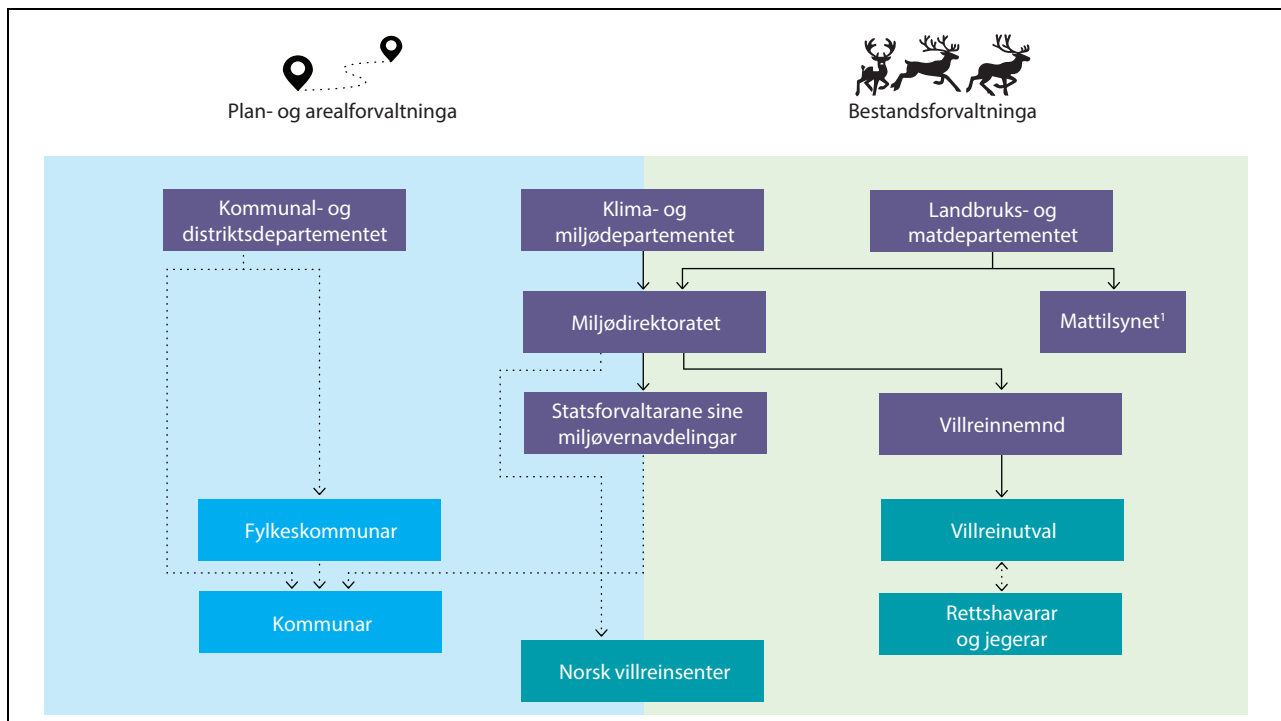 Plan- og arealforvaltninga
Bestandsforvaltninga
Kommunal- og
distriktsdepartementet
Klima- og
miljødepartementet
Landbruks- og
matdepartementet
Miljødirektoratet
Mattilsynet¹
Statsforvaltarane sine
miljøvernavdelingar
Villreinnemnd
Fylkeskommunar
Villreinutval
Kommunar
Rettshavarar
og jegerar
Norsk villreinsenter